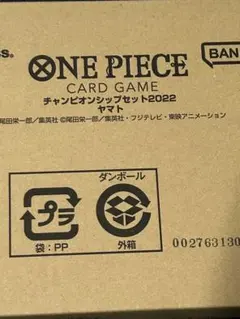 ss.
ONE PIECE
BAN
CARD GAME
チャンピオンシップセット2022
ヤマト
尾田栄一郎/集英社 ©尾田栄一郎/集英社・フジテレビ・東映アニメーション
プラ
袋:PP
ダンボール
外箱
002763130